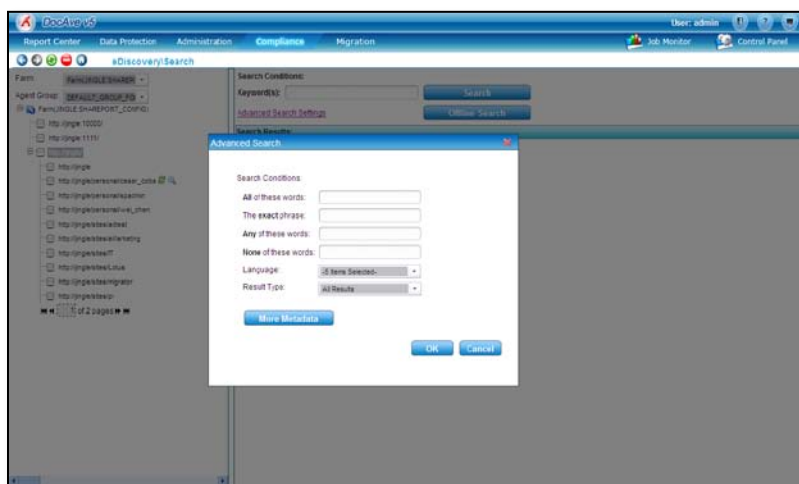 DocAve v5
User: admin
Report Center Data Protection Administration Compliance Migration Job Monitor Control Panel
eDiscovery\Search
Farm:
Agent Group: DEFAULT_GROUP_FO
http://jingle:10000/
http://jingle:1111/
http://jingle
http://jingle/sites/IT
http://jingle/sites/Lotus
http://jingle/sites/migrator
of 2 pages
Search Conditions:
Keyword(s):
Search
Advanced Search Settings
Offline Search
Search Results:
Advanced Search
Search Conditions:
All of these words:
The exact phrase:
Any of these words:
None of these words:
Language: -5 Items Selected-
Result Type: All Results
More Metadata
OK Cancel